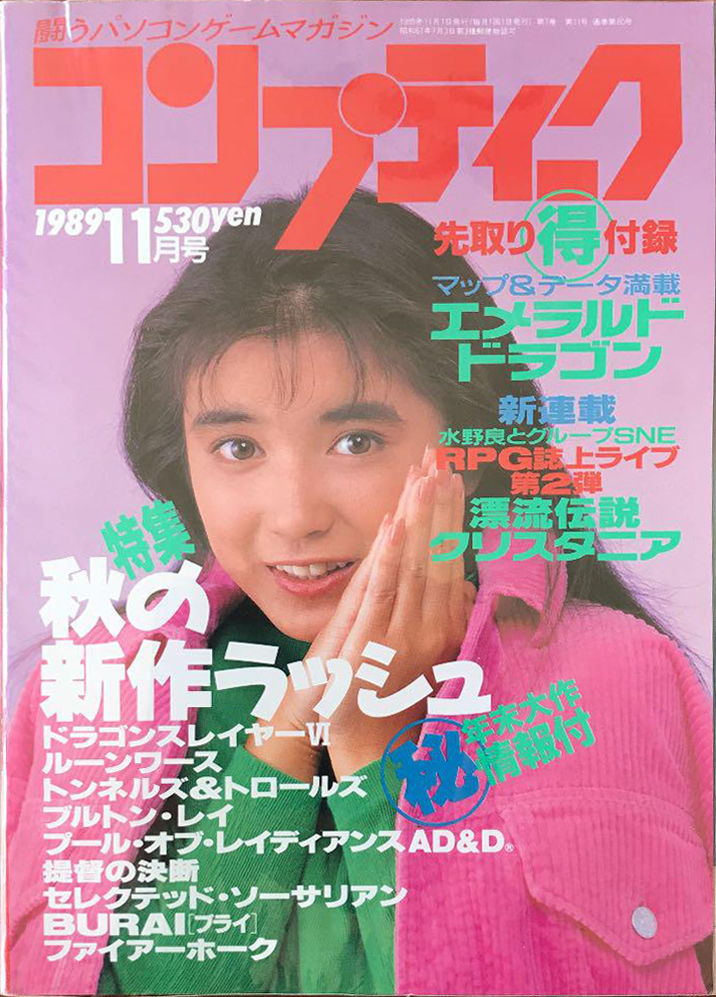 闘うパソコンゲームマガジン
コンプティーク
1989 11月号 530yen
先取り 得 付録
マップ&データ満載
エメラルド
ドラゴン
新連載
水野良とグループSNE
RPG誌上ライブ
第2弾
漂流伝説
クリスタニア
特集
秋の
新作ラッシュ
㊙ 年末大作
情報付
ドラゴンスレイヤーVI
ルーンワース
トンネルズ&トロールズ
ブルトン・レイ
プール・オブ・レイディアンスAD&D®
提督の決断
セレクテッド・ソーサリアン
BURAI[ブライ]
ファイアーホーク